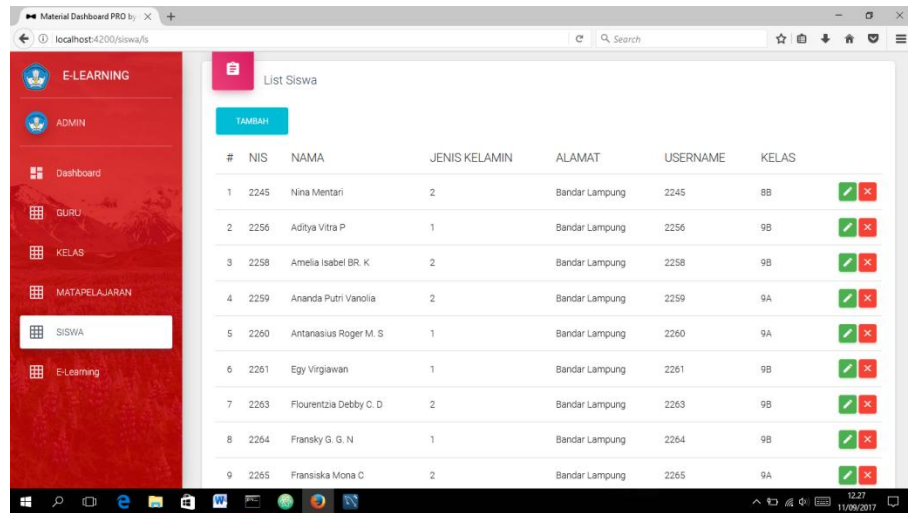 Material Dashboard PRO by
localhost:4200/siswa/ls
Search
E-LEARNING
ADMIN
Dashboard
GURU
KELAS
MATAPELAJARAN
SISWA
E-Learning
List Siswa
TAMBAH
# NIS NAMA JENIS KELAMIN ALAMAT USERNAME KELAS
1 2245 Nina Mentari 2 Bandar Lampung 2245 8B
2 2256 Aditya Vitra P 1 Bandar Lampung 2256 9B
3 2258 Amelia Isabel BR. K 2 Bandar Lampung 2258 9B
4 2259 Ananda Putri Vanolia 2 Bandar Lampung 2259 9A
5 2260 Antanasius Roger M. S 1 Bandar Lampung 2260 9A
6 2261 Egy Virgiawan 1 Bandar Lampung 2261 9B
7 2263 Flourentzia Debby C. D 2 Bandar Lampung 2263 9B
8 2264 Fransky G. G. N 1 Bandar Lampung 2264 9B
9 2265 Fransiska Mona C 2 Bandar Lampung 2265 9A
12.27
11/09/2017